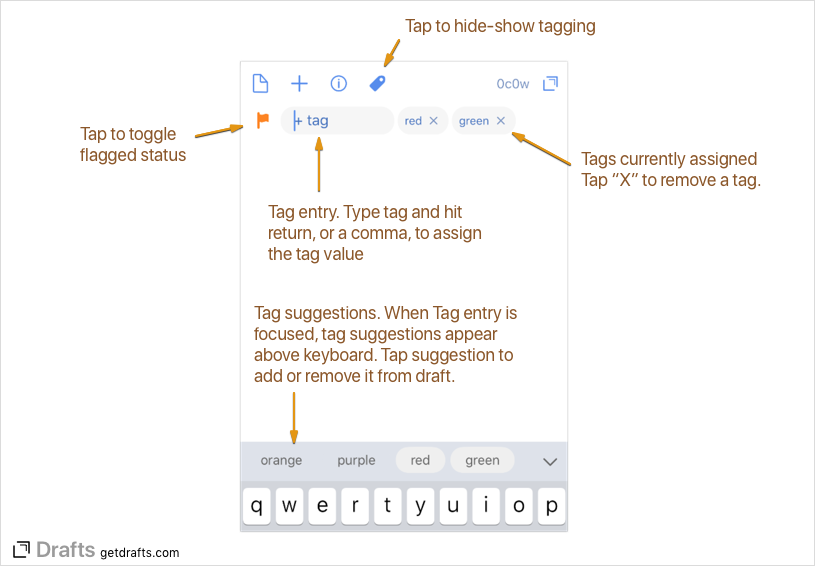 Tap to hide-show tagging
0c0w
Tap to toggle
flagged status
+ tag
red ×
green ×
Tags currently assigned
Tap “X” to remove a tag.
Tag entry. Type tag and hit
return, or a comma, to assign
the tag value
Tag suggestions. When Tag entry is
focused, tag suggestions appear
above keyboard. Tap suggestion to
add or remove it from draft.
orange purple red green
q w e r t y u i o p
Drafts getdrafts.com